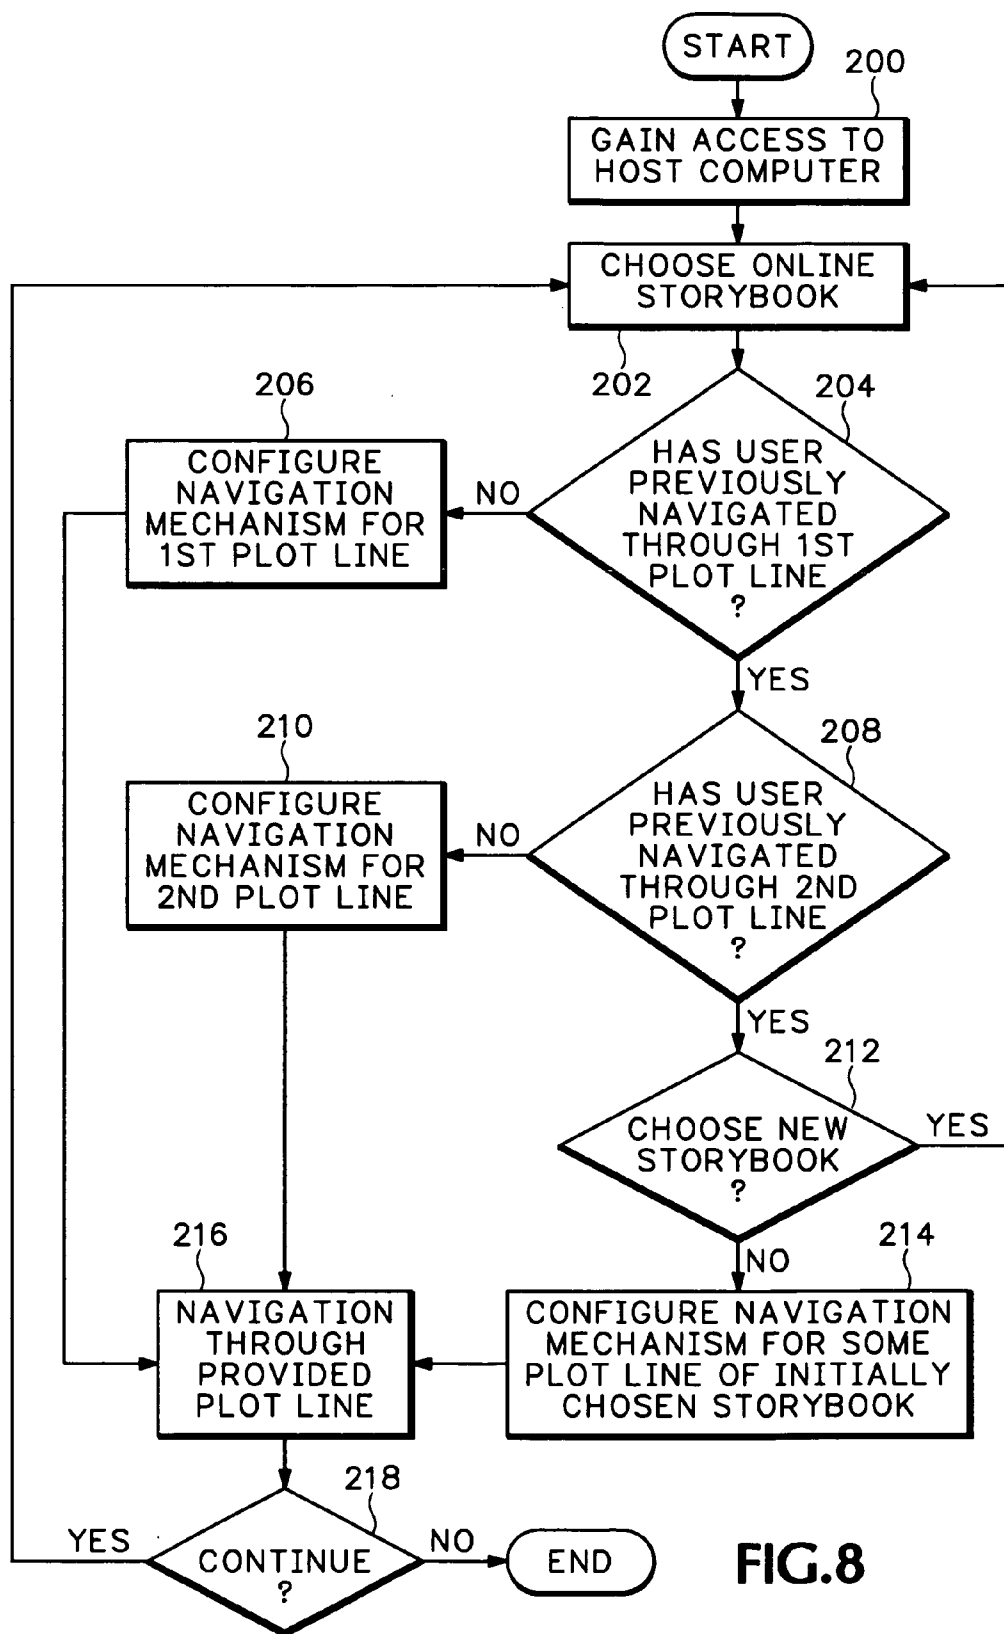 START
200
GAIN ACCESS TO
HOST COMPUTER
CHOOSE ONLINE
STORYBOOK
202
204
206
HAS USER
PREVIOUSLY
NAVIGATED
THROUGH 1ST
PLOT LINE
?
NO
CONFIGURE
NAVIGATION
MECHANISM FOR
1ST PLOT LINE
YES
208
210
HAS USER
PREVIOUSLY
NAVIGATED
THROUGH 2ND
PLOT LINE
?
NO
CONFIGURE
NAVIGATION
MECHANISM FOR
2ND PLOT LINE
YES
212
CHOOSE NEW
STORYBOOK
?
YES
NO
214
216
NAVIGATION
THROUGH
PROVIDED
PLOT LINE
CONFIGURE NAVIGATION
MECHANISM FOR SOME
PLOT LINE OF INITIALLY
CHOSEN STORYBOOK
218
YES
CONTINUE
?
NO
END
FIG.8